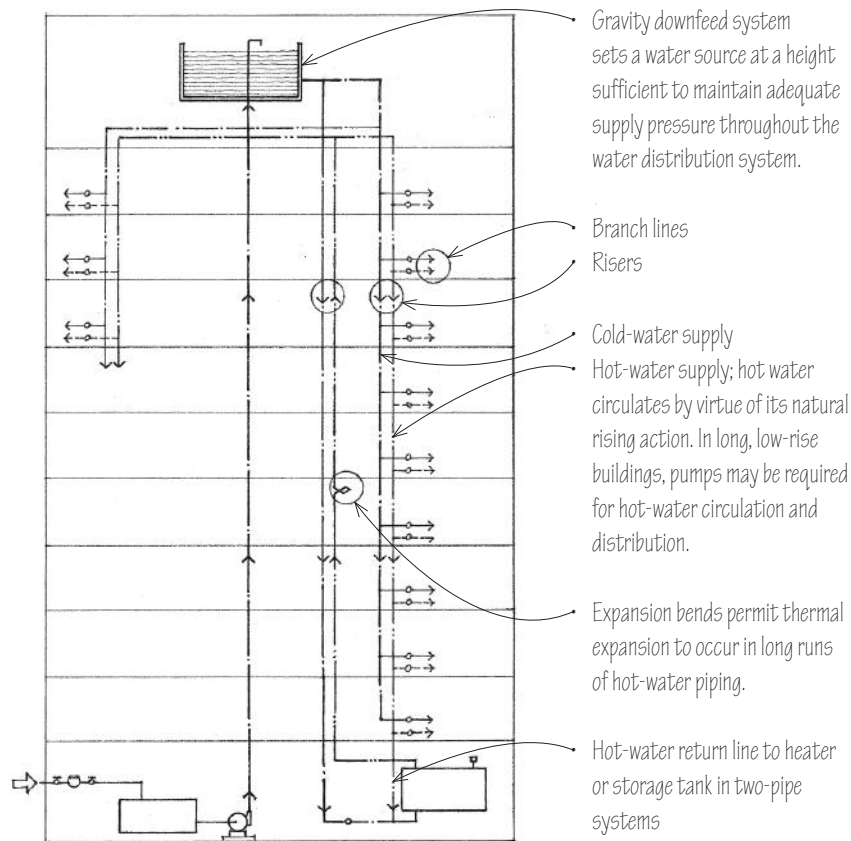 Gravity downfeed system
sets a water source at a height
sufficient to maintain adequate
supply pressure throughout the
water distribution system.
Branch lines
Risers
Cold-water supply
Hot-water supply; hot water
circulates by virtue of its natural
rising action. In long, low-rise
buildings, pumps may be required
for hot-water circulation and
distribution.
Expansion bends permit thermal
expansion to occur in long runs
of hot-water piping.
Hot-water return line to heater
or storage tank in two-pipe
systems